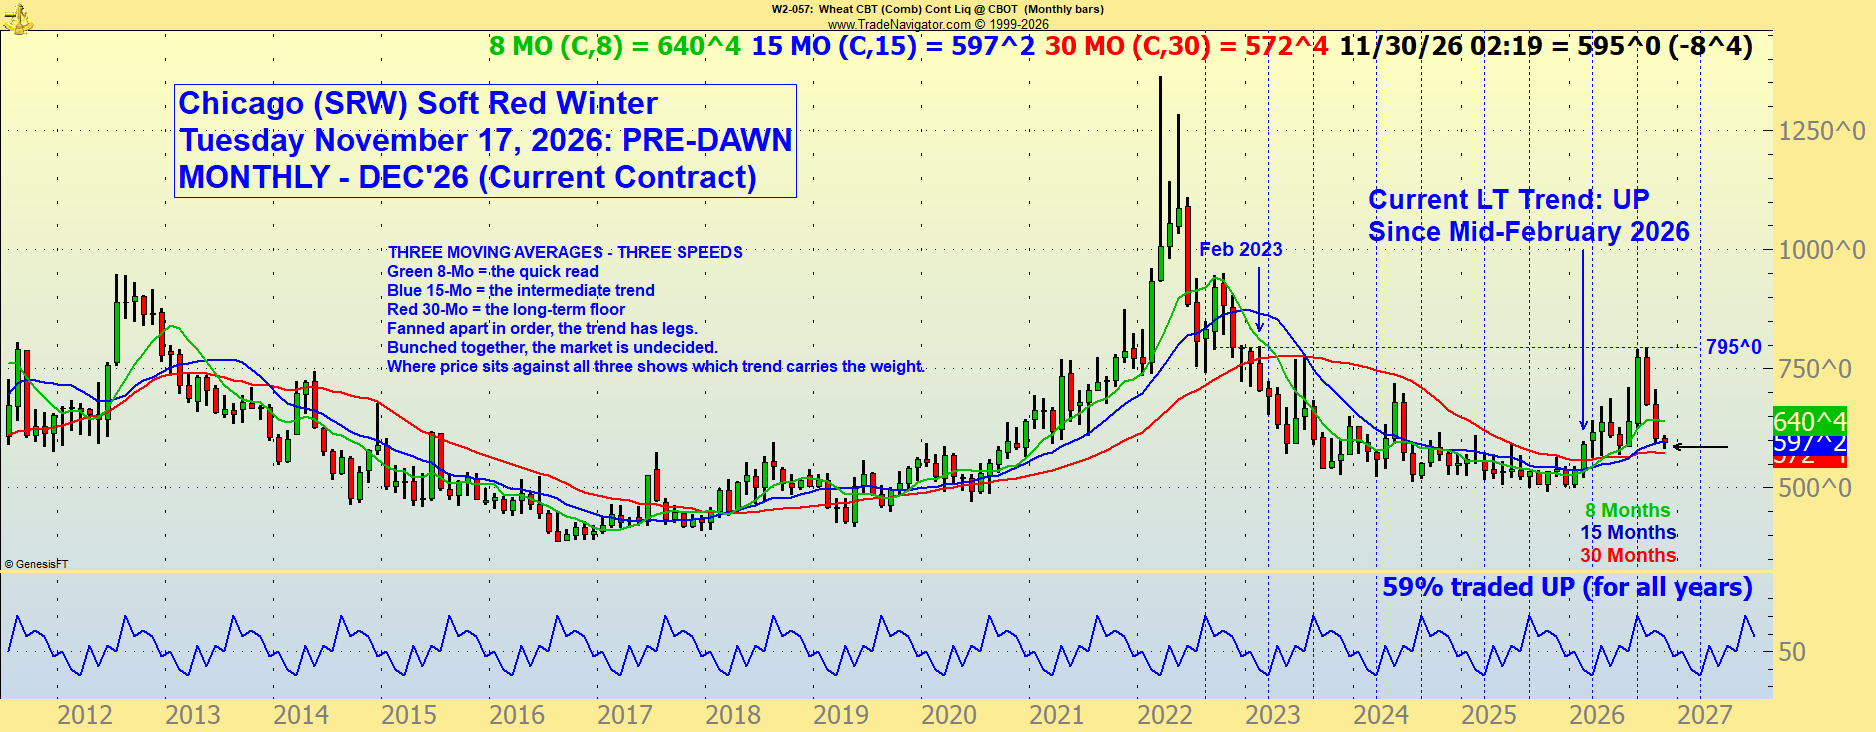 W2-057: Wheat CBT (Comb) Cont Liq @ CBOT (Monthly bars)
www.TradeNavigator.com © 1999-2026
8 MO (C,8) = 640^4 15 MO (C,15) = 597^2 30 MO (C,30) = 572^4 11/30/26 02:19 = 595^0 (-8^4)
Chicago (SRW) Soft Red Winter
Tuesday November 17, 2026: PRE-DAWN
MONTHLY - DEC'26 (Current Contract)
1250^0
Current LT Trend: UP
Since Mid-February 2026
Feb 2023
1000^0
THREE MOVING AVERAGES - THREE SPEEDS
Green 8-Mo = the quick read
Blue 15-Mo = the intermediate trend
Red 30-Mo = the long-term floor
Fanned apart in order, the trend has legs.
Bunched together, the market is undecided.
Where price sits against all three shows which trend carries the weight.
795^0
750^0
640^4
597^2
500^0
8 Months
15 Months
30 Months
© GenesisFT
59% traded UP (for all years)
50
2012 2013 2014 2015 2016 2017 2018 2019 2020 2021 2022 2023 2024 2025 2026 2027